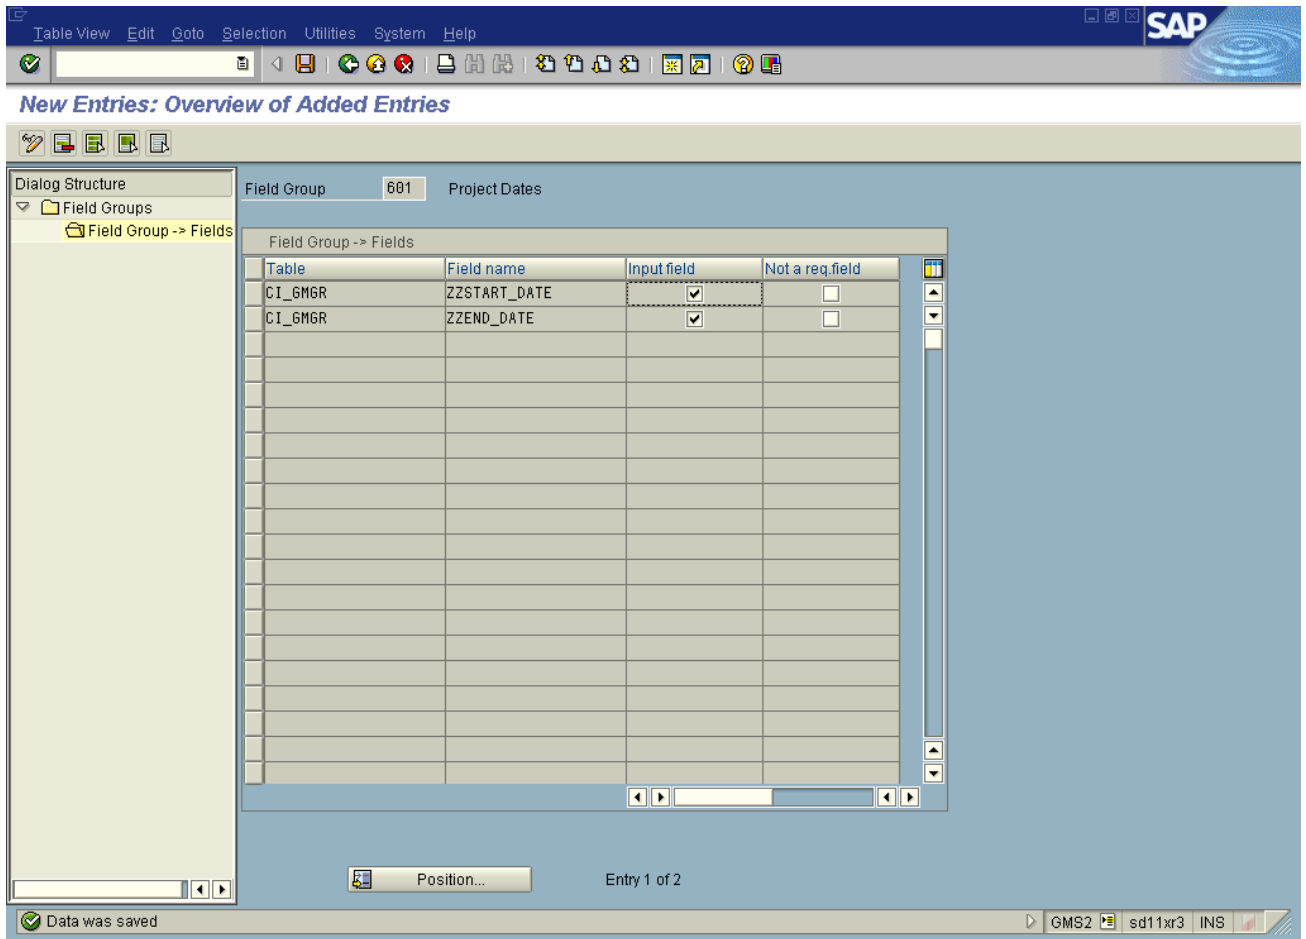 Table View Edit Goto Selection Utilities System Help
SAP
New Entries: Overview of Added Entries
Dialog Structure
Field Groups
Field Group -> Fields
Field Group 601 Project Dates
Field Group -> Fields
Table Field name Input field Not a req.field
CI_GMGR ZZSTART_DATE
CI_GMGR ZZEND_DATE
Position... Entry 1 of 2
Data was saved GMS2 sd11xr3 INS